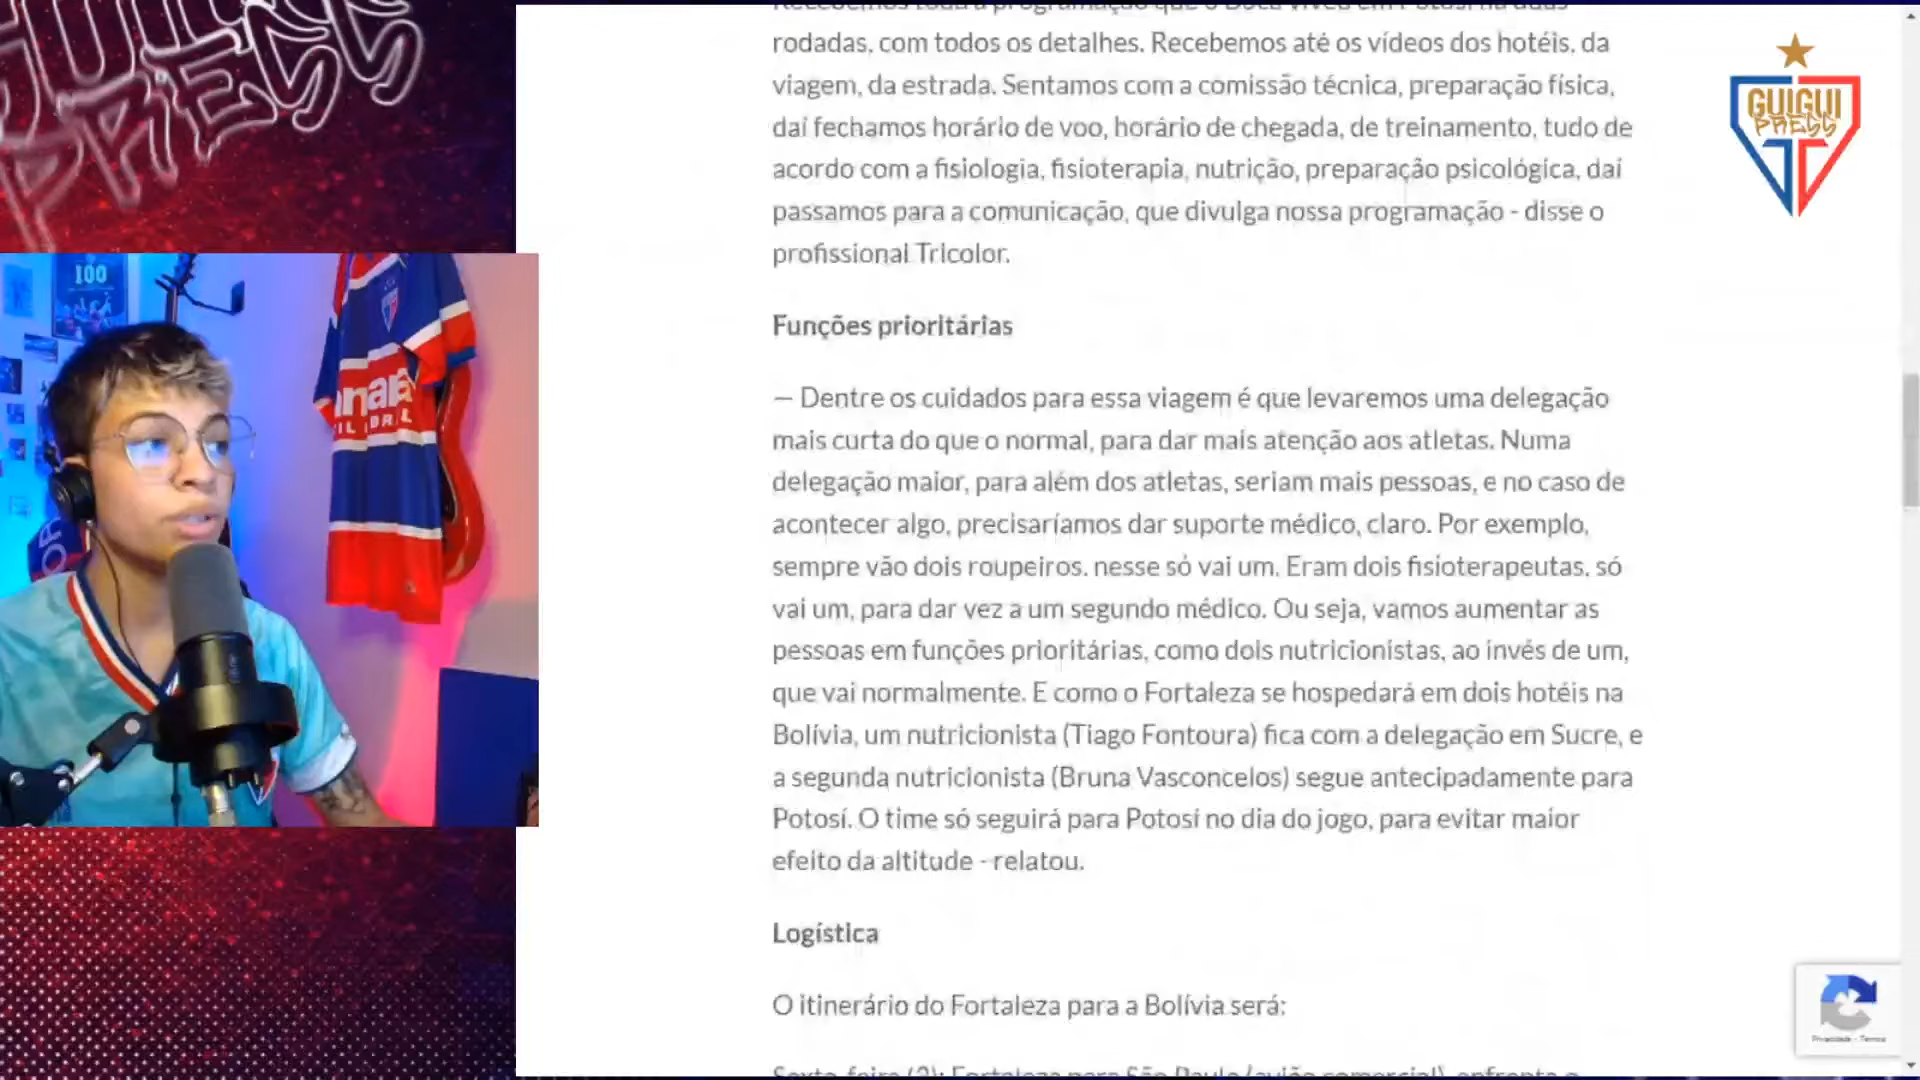 rodadas, com todos os detalhes. Recebemos até os vídeos dos hotéis, da
viagem, da estrada. Sentamos com a comissão técnica, preparação física,
daí fechamos horário de voo, horário de chegada, de treinamento, tudo de
acordo com a fisiologia, fisioterapia, nutrição, preparação psicológica, daí
passamos para a comunicação, que divulga nossa programação - disse o
profissional Tricolor.
Funções prioritárias
— Dentre os cuidados para essa viagem é que levaremos uma delegação
mais curta do que o normal, para dar mais atenção aos atletas. Numa
delegação maior, para além dos atletas, seriam mais pessoas, e no caso de
acontecer algo, precisaríamos dar suporte médico, claro. Por exemplo,
sempre vão dois roupeiros, nesse só vai um. Eram dois fisioterapeutas, só
vai um, para dar vez a um segundo médico. Ou seja, vamos aumentar as
pessoas em funções prioritárias, como dois nutricionistas, ao invés de um,
que vai normalmente. E como o Fortaleza se hospedará em dois hotéis na
Bolívia, um nutricionista (Tiago Fontoura) fica com a delegação em Sucre, e
a segunda nutricionista (Bruna Vasconcelos) segue antecipadamente para
Potosí. O time só seguirá para Potosí no dia do jogo, para evitar maior
efeito da altitude - relatou.
Logística
O itinerário do Fortaleza para a Bolívia será:
GUIGUI
PRESS
PRESS
100
Privacidade - Termos